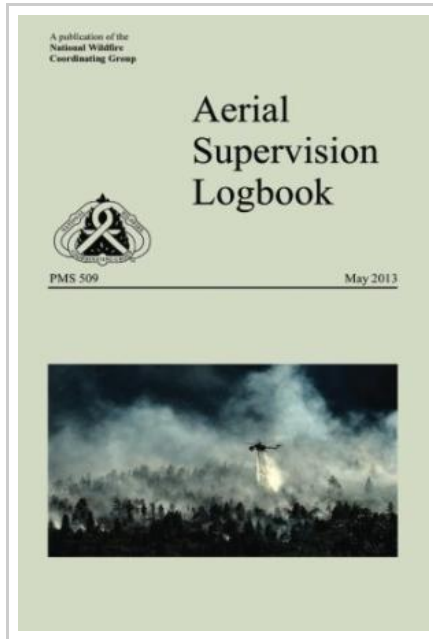 A publication of the
National Wildfire
Coordinating Group
Aerial
Supervision
Logbook
PMS 509
May 2013